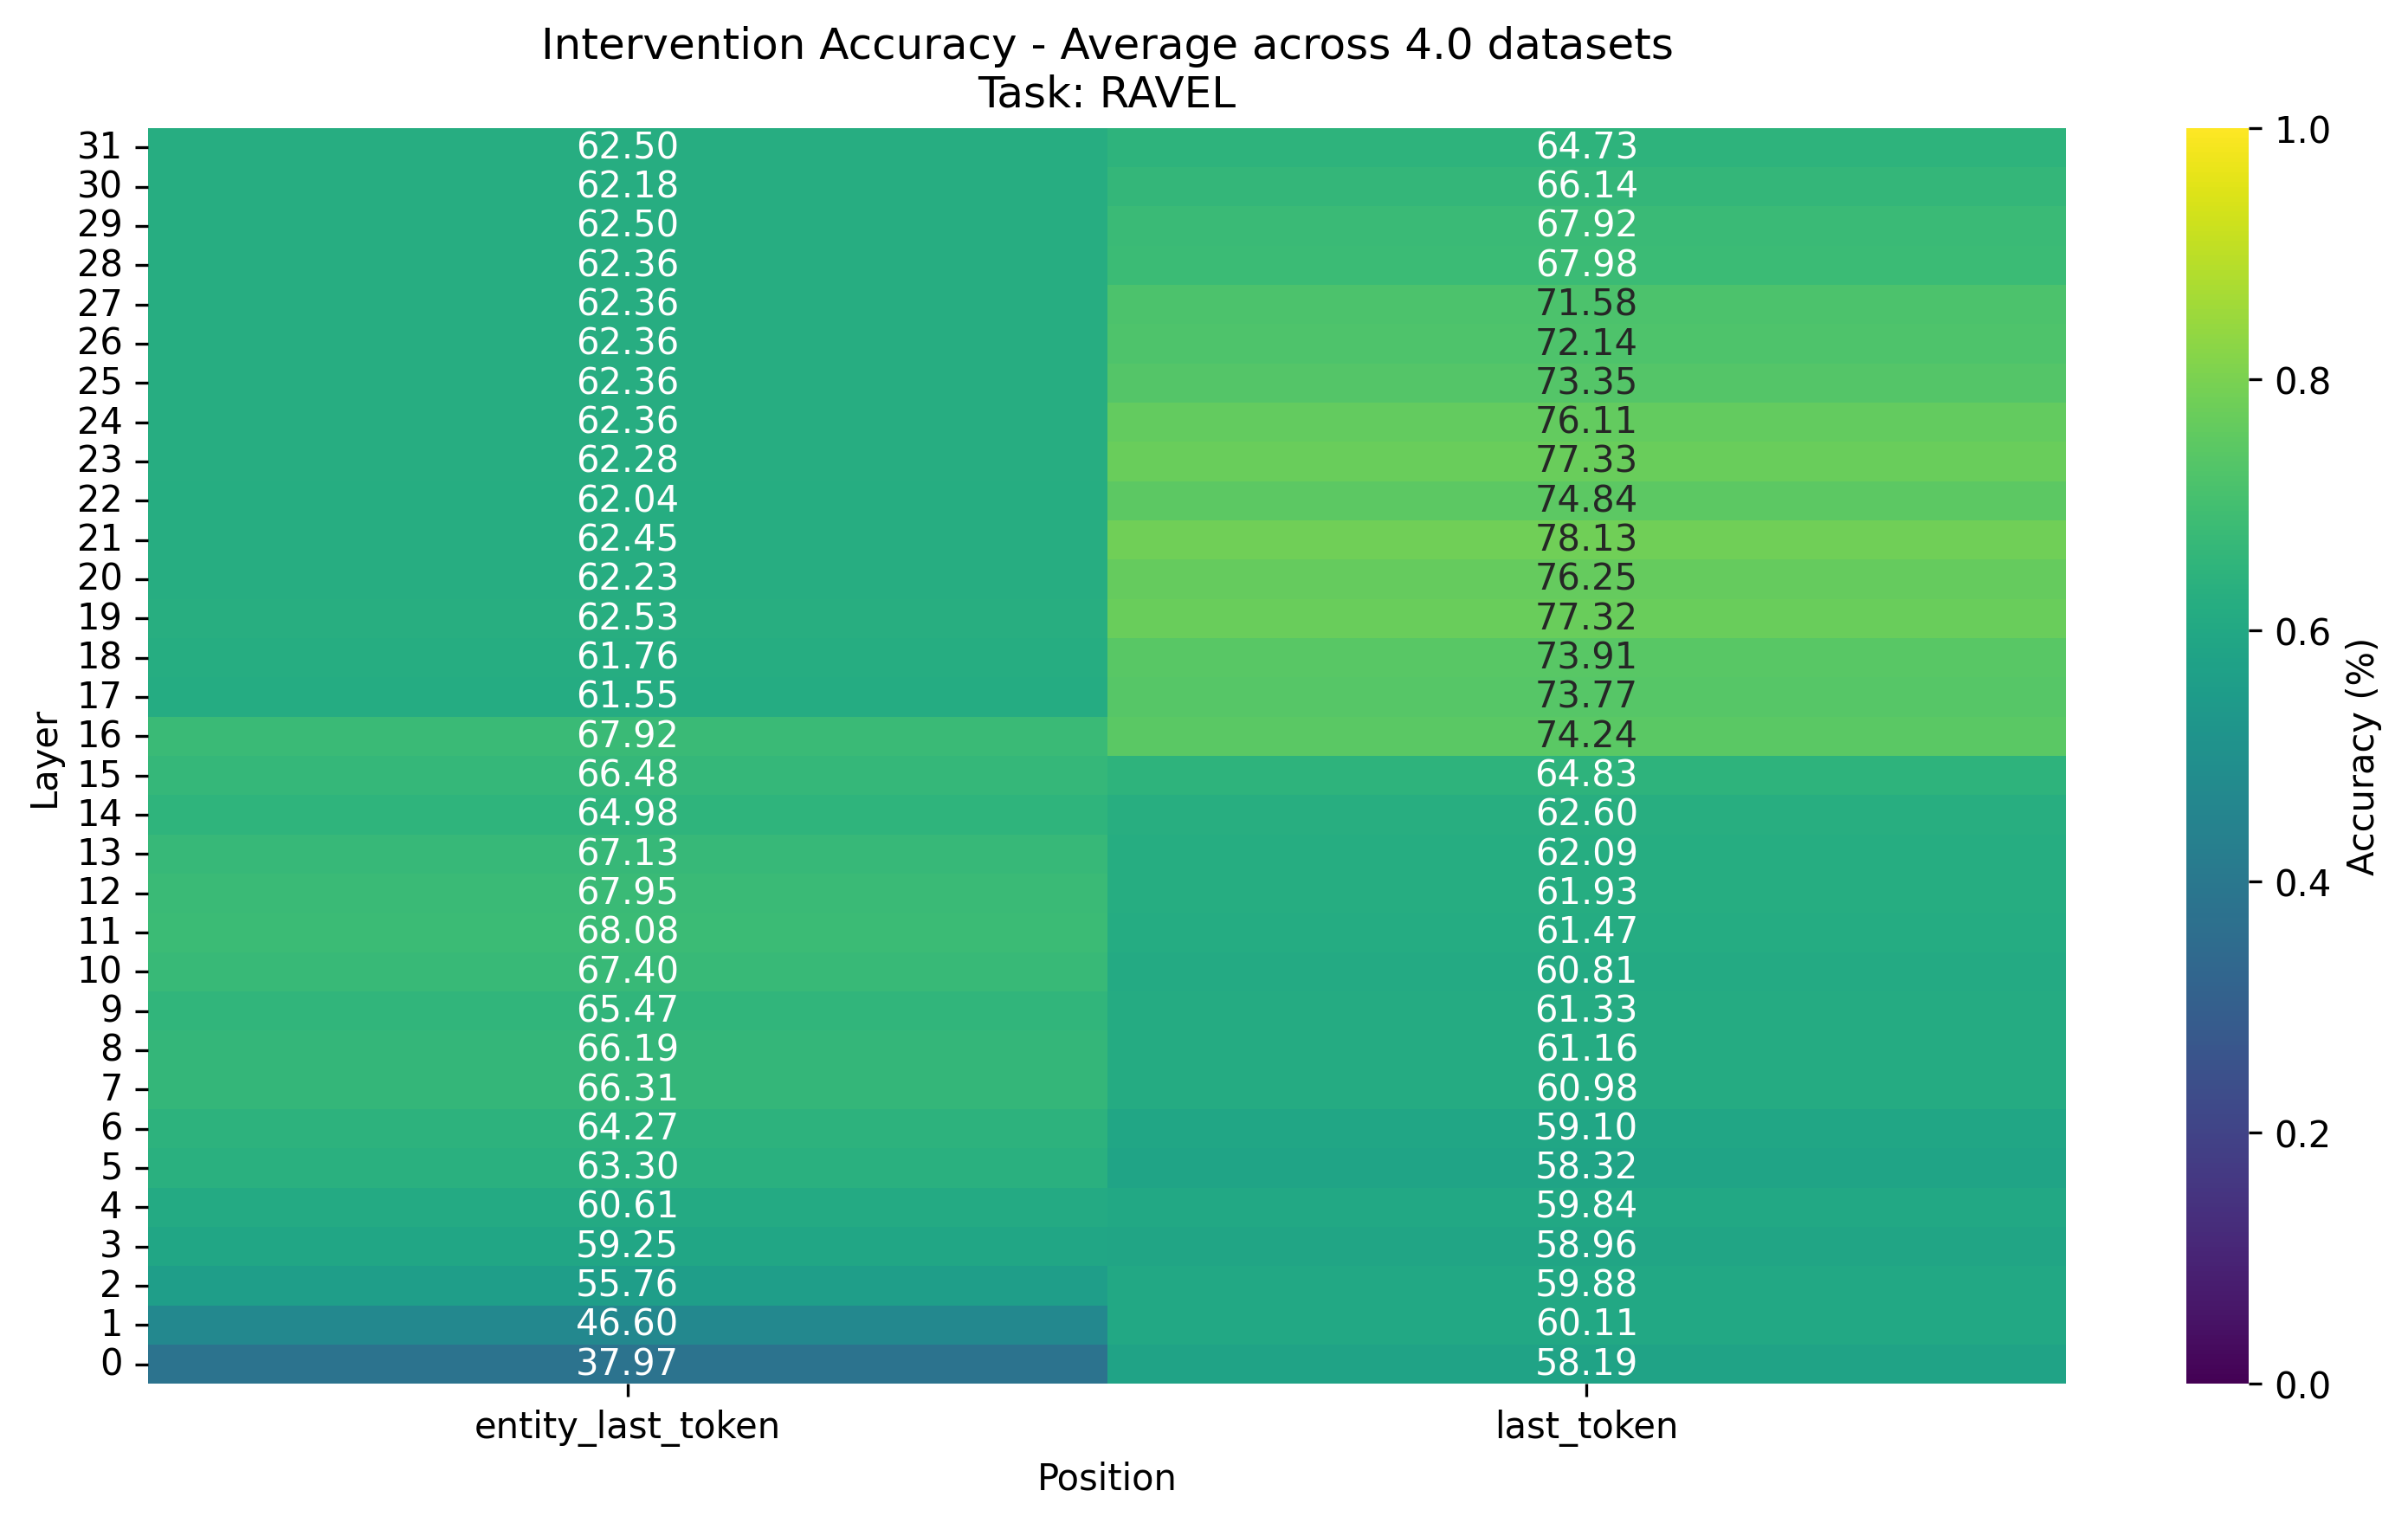 Intervention Accuracy - Average across 4.0 datasets
Task: RAVEL
31 62.50 64.73
30 62.18 66.14
29 62.50 67.92
28 62.36 67.98
27 62.36 71.58
26 62.36 72.14
25 62.36 73.35
24 62.36 76.11
23 62.28 77.33
22 62.04 74.84
21 62.45 78.13
20 62.23 76.25
19 62.53 77.32
18 61.76 73.91
17 61.55 73.77
16 67.92 74.24
15 66.48 64.83
14 64.98 62.60
13 67.13 62.09
12 67.95 61.93
11 68.08 61.47
10 67.40 60.81
9 65.47 61.33
8 66.19 61.16
7 66.31 60.98
6 64.27 59.10
5 63.30 58.32
4 60.61 59.84
3 59.25 58.96
2 55.76 59.88
1 46.60 60.11
0 37.97 58.19
entity_last_token last_token
Position
Layer
1.0
0.8
0.6
0.4
0.2
0.0
Accuracy (%)